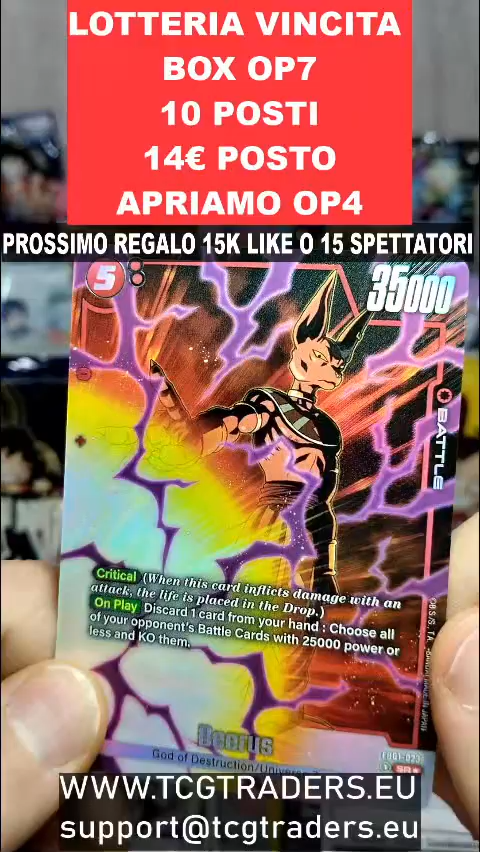 LOTTERIA VINCITA
BOX OP7
10 POSTI
14€ POSTO
APRIAMO OP4
PROSSIMO REGALO 15K LIKE O 15 SPETTATORI
5
8
35000
BATTLE
Critical (When this card inflicts damage with an
attack, the life is placed in the Drop.)
On Play Discard 1 card from your hand : Choose all
of your opponent's Battle Cards with 25000 power or
less and KO them.
Beerus
God of Destruction/Universe
SR★
WWW.TCGTRADERS.EU
support@tcgtraders.eu